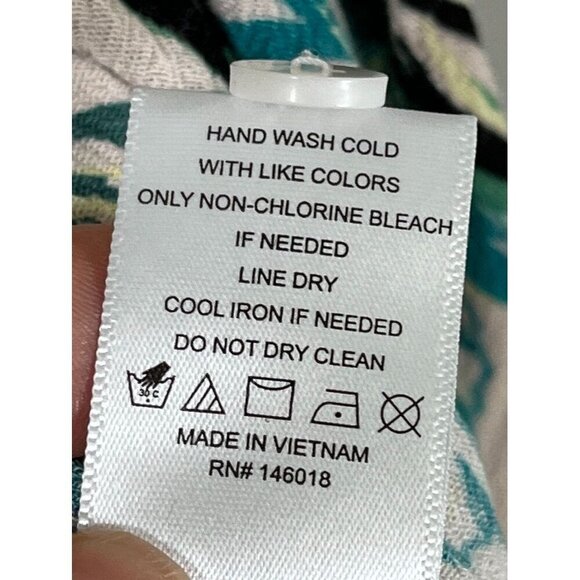 HAND WASH COLD
WITH LIKE COLORS
ONLY NON-CHLORINE BLEACH
IF NEEDED
LINE DRY
COOL IRON IF NEEDED
DO NOT DRY CLEAN
30 C
MADE IN VIETNAM
RN# 146018